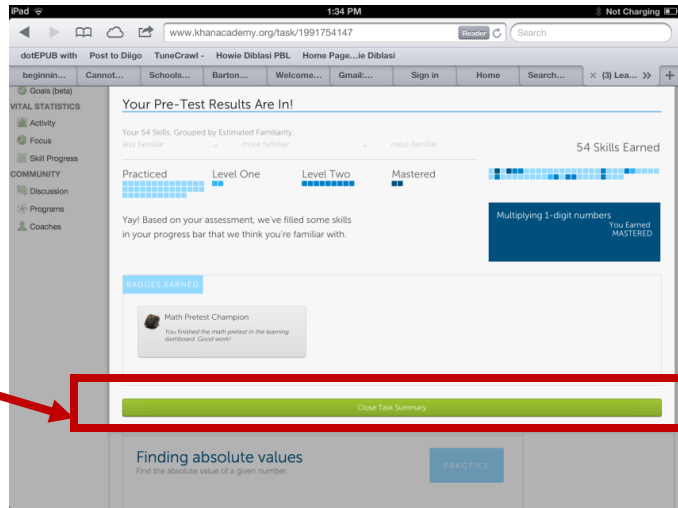 iPad
1:34 PM
Not Charging
www.khanacademy.org/task/1991754147
Reader
Search
dotEPUB with
Post to Diigo
TuneCrawl -
Howie Diblasi PBL
Home Page...ie Diblasi
beginnin...
Cannot...
Schools...
Barton...
Welcome...
Gmail:...
Sign in
Home
Search...
× (3) Lea... »
+
Goals (beta)
VITAL STATISTICS
Activity
Focus
Skill Progress
COMMUNITY
Discussion
Programs
Coaches
Your Pre-Test Results Are In!
Your 54 Skills, Grouped by Estimated Familiarity.
less familiar → more familiar → most familiar
54 Skills Earned
Practiced
Level One
Level Two
Mastered
Yay! Based on your assessment, we've filled some skills
in your progress bar that we think you're familiar with.
Multiplying 1-digit numbers
You Earned
MASTERED
BADGES EARNED
Math Pretest Champion
You finished the math pretest in the learning
dashboard. Good work!
Close Task Summary
Finding absolute values
Find the absolute value of a given number.
PRACTICE